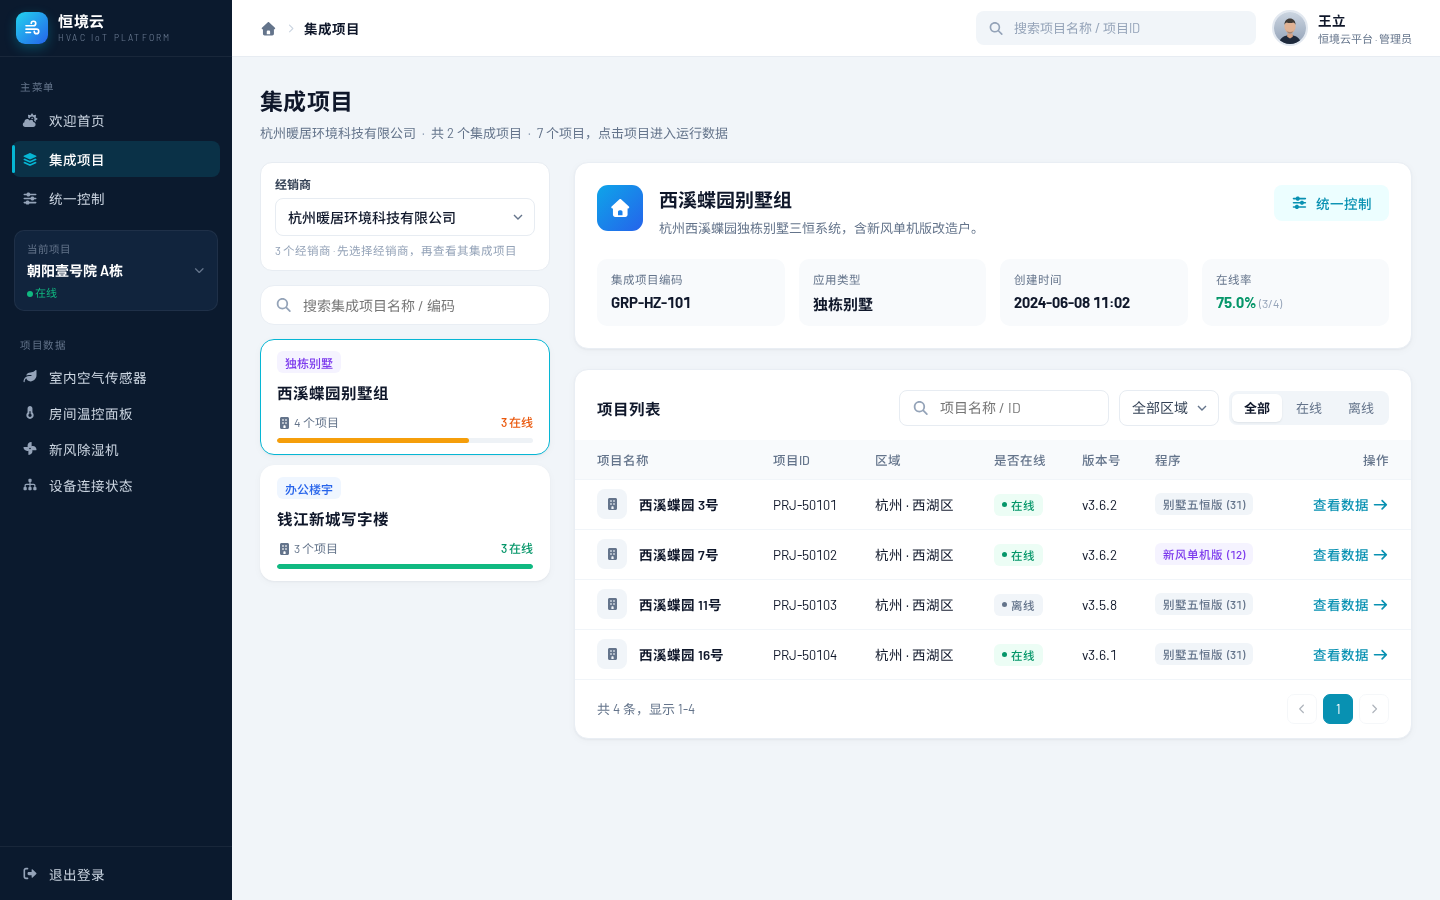 恒境云
HVAC IoT PLATFORM
主菜单
欢迎首页
集成项目
统一控制
当前项目
朝阳壹号院 A栋
在线
项目数据
室内空气传感器
房间温控面板
新风除湿机
设备连接状态
退出登录
集成项目
搜索项目名称 / 项目ID
王立
恒境云平台 · 管理员
集成项目
杭州暖居环境科技有限公司 · 共 2 个集成项目 · 7 个项目，点击项目进入运行数据
经销商
杭州暖居环境科技有限公司
3 个经销商 · 先选择经销商，再查看其集成项目
搜索集成项目名称 / 编码
独栋别墅
西溪蝶园别墅组
4 个项目 3 在线
办公楼宇
钱江新城写字楼
3 个项目 3 在线
西溪蝶园别墅组
杭州西溪蝶园独栋别墅三恒系统，含新风单机版改造户。
统一控制
集成项目编码 应用类型 创建时间 在线率
GRP-HZ-101 独栋别墅 2024-06-08 11:02 75.0% (3/4)
项目列表 项目名称 / ID 全部区域 全部 在线 离线
项目名称 项目ID 区域 是否在线 版本号 程序 操作
西溪蝶园 3号 PRJ-50101 杭州 · 西湖区 在线 v3.6.2 别墅五恒版 (31) 查看数据
西溪蝶园 7号 PRJ-50102 杭州 · 西湖区 在线 v3.6.2 新风单机版 (12) 查看数据
西溪蝶园 11号 PRJ-50103 杭州 · 西湖区 离线 v3.5.8 别墅五恒版 (31) 查看数据
西溪蝶园 16号 PRJ-50104 杭州 · 西湖区 在线 v3.6.1 别墅五恒版 (31) 查看数据
共 4 条，显示 1-4 1